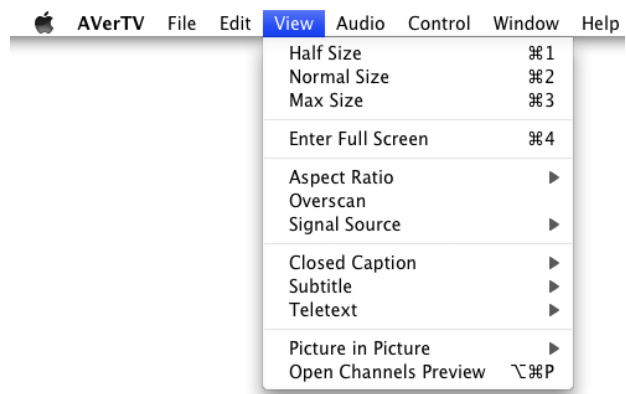 AVerTV File Edit View Audio Control Window Help
Half Size ⌘1
Normal Size ⌘2
Max Size ⌘3
Enter Full Screen ⌘4
Aspect Ratio ▶
Overscan
Signal Source ▶
Closed Caption ▶
Subtitle ▶
Teletext ▶
Picture in Picture ▶
Open Channels Preview ⌥⌘P